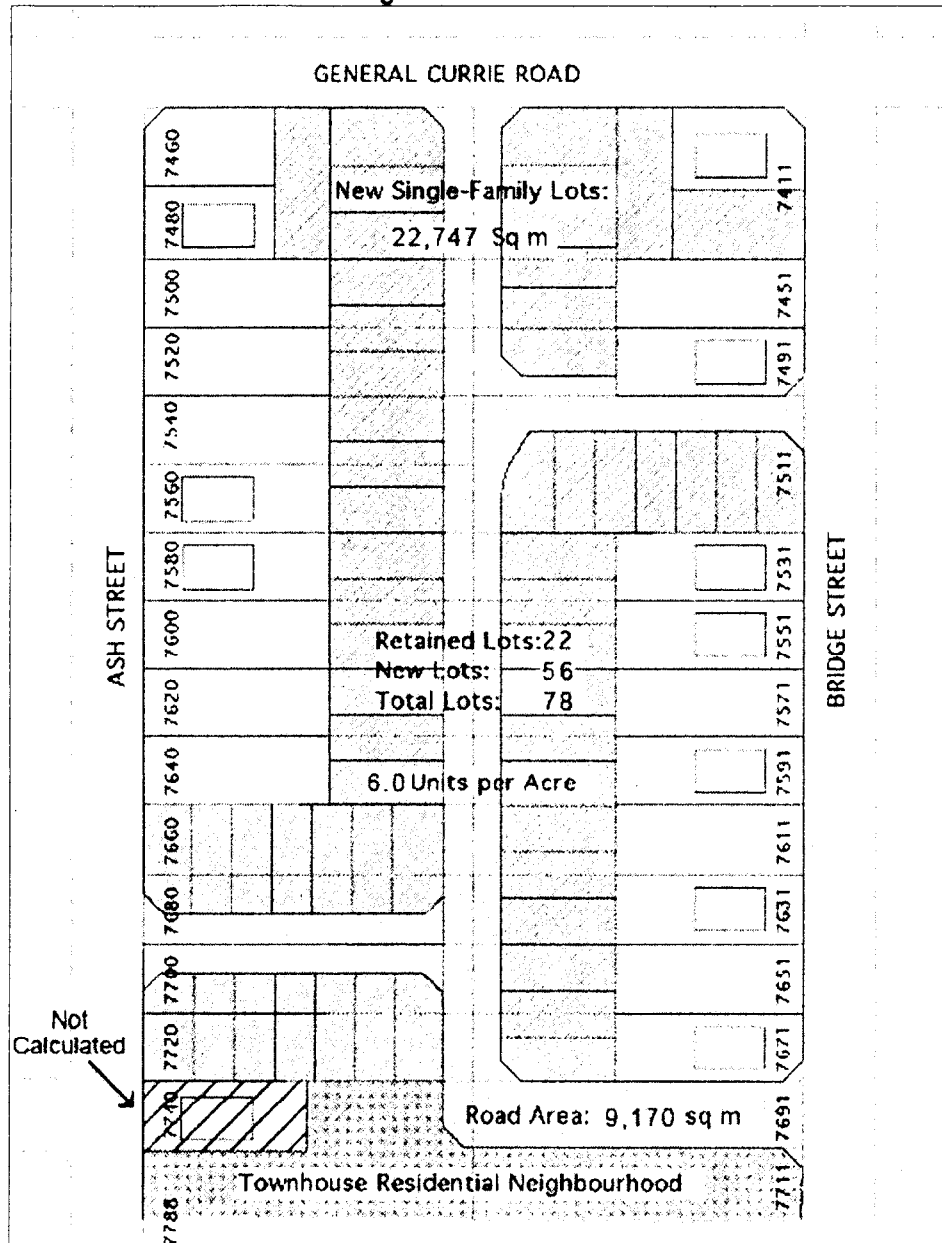 GENERAL CURRIE ROAD
7460
7480
7500
7520
7540
7560
7580
7600
7620
7640
7660
7680
7700
7720
7740
7788
ASH STREET
New Single-Family Lots:
22,747 Sq m
Retained Lots:22
New Lots: 56
Total Lots: 78
6.0 Units per Acre
7411
7451
7491
7511
7531
7551
7571
7591
7611
7631
7651
7671
7691
7711
BRIDGE STREET
Not
Calculated
Road Area: 9,170 sq m
Townhouse Residential Neighbourhood